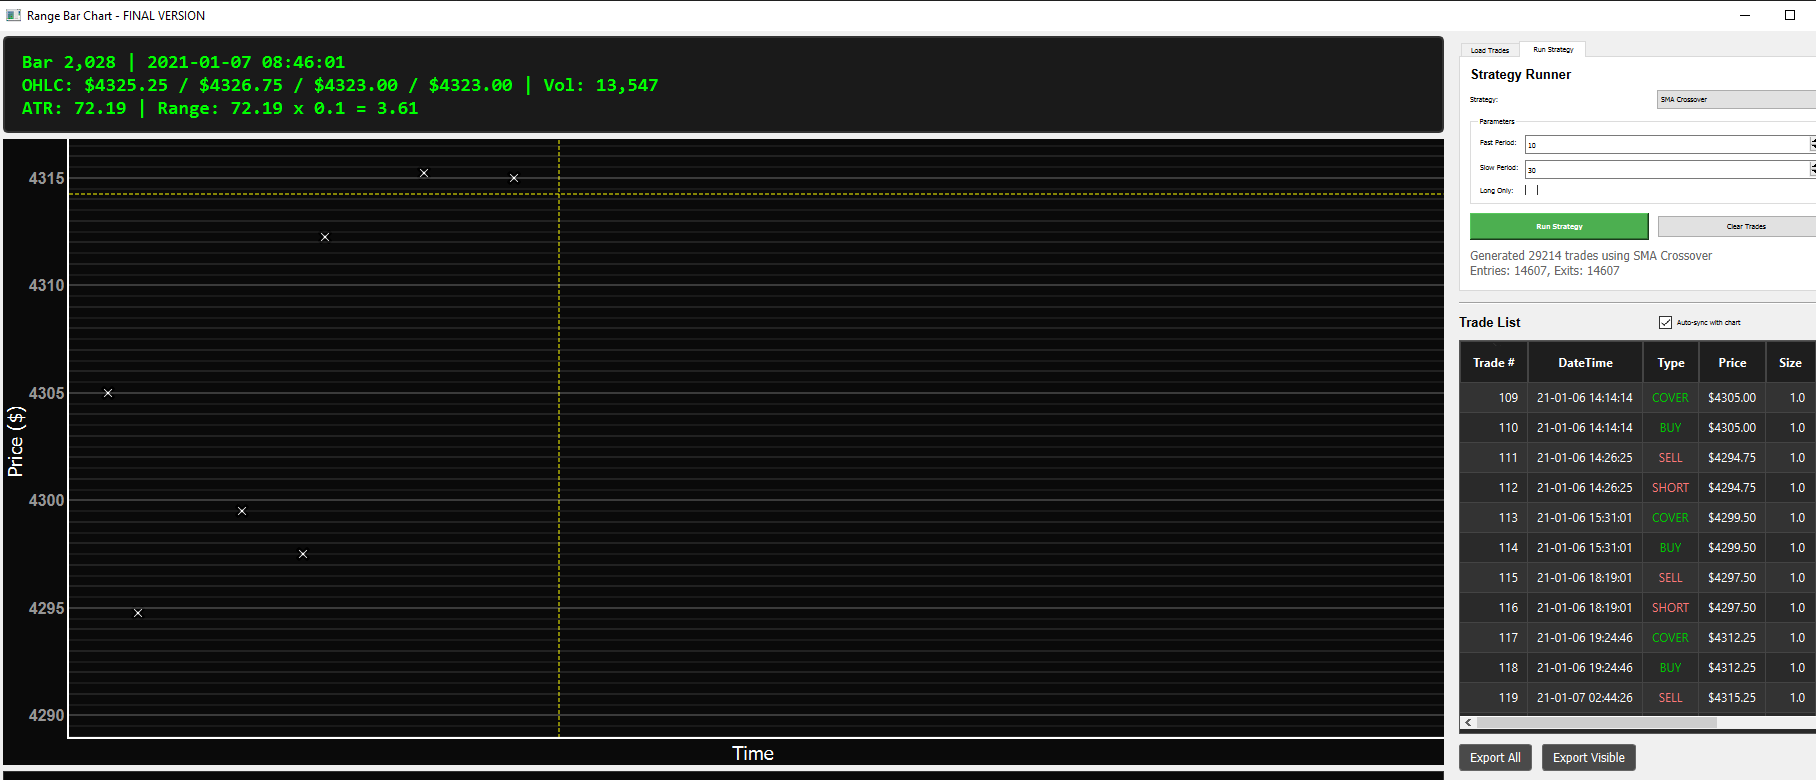 Range Bar Chart - FINAL VERSION
Bar 2,028 | 2021-01-07 08:46:01
OHLC: $4325.25 / $4326.75 / $4323.00 / $4323.00 | Vol: 13,547
ATR: 72.19 | Range: 72.19 x 0.1 = 3.61
Price ($)
4315
4310
4305
4300
4295
4290
Time
Load Trades Run Strategy
Strategy Runner
Strategy: SMA Crossover
Parameters
Fast Period: 10
Slow Period: 30
Long Only:
Run Strategy Clear Trades
Generated 29214 trades using SMA Crossover
Entries: 14607, Exits: 14607
Trade List Auto-sync with chart
Trade # DateTime Type Price Size
109 21-01-06 14:14:14 COVER $4305.00 1.0
110 21-01-06 14:14:14 BUY $4305.00 1.0
111 21-01-06 14:26:25 SELL $4294.75 1.0
112 21-01-06 14:26:25 SHORT $4294.75 1.0
113 21-01-06 15:31:01 COVER $4299.50 1.0
114 21-01-06 15:31:01 BUY $4299.50 1.0
115 21-01-06 18:19:01 SELL $4297.50 1.0
116 21-01-06 18:19:01 SHORT $4297.50 1.0
117 21-01-06 19:24:46 COVER $4312.25 1.0
118 21-01-06 19:24:46 BUY $4312.25 1.0
119 21-01-07 02:44:26 SELL $4315.25 1.0
Export All Export Visible